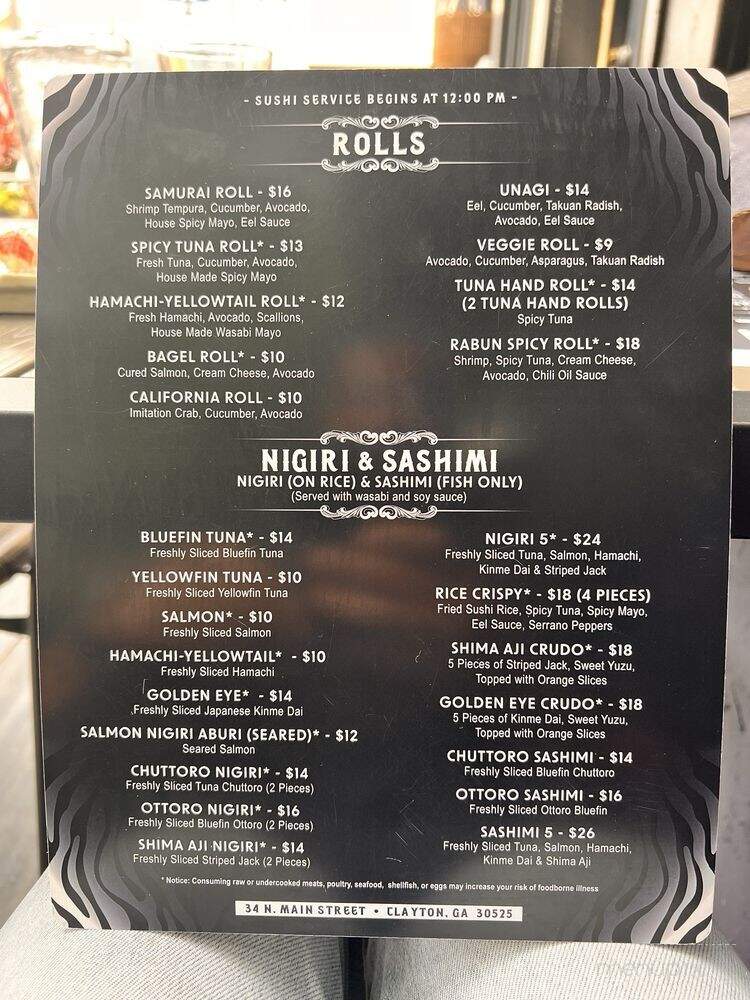 - SUSHI SERVICE BEGINS AT 12:00 PM -
ROLLS
SAMURAI ROLL - $16
Shrimp Tempura, Cucumber, Avocado,
House Spicy Mayo, Eel Sauce
SPICY TUNA ROLL* - $13
Fresh Tuna, Cucumber, Avocado,
House Made Spicy Mayo
HAMACHI-YELLOWTAIL ROLL* - $12
Fresh Hamachi, Avocado, Scallions,
House Made Wasabi Mayo
BAGEL ROLL* - $10
Cured Salmon, Cream Cheese, Avocado
CALIFORNIA ROLL - $10
Imitation Crab, Cucumber, Avocado
UNAGI - $14
Eel, Cucumber, Takuan Radish,
Avocado, Eel Sauce
VEGGIE ROLL - $9
Avocado, Cucumber, Asparagus, Takuan Radish
TUNA HAND ROLL* - $14
(2 TUNA HAND ROLLS)
Spicy Tuna
RABUN SPICY ROLL* - $18
Shrimp, Spicy Tuna, Cream Cheese,
Avocado, Chili Oil Sauce
NIGIRI & SASHIMI
NIGIRI (ON RICE) & SASHIMI (FISH ONLY)
(Served with wasabi and soy sauce)
BLUEFIN TUNA* - $14
Freshly Sliced Bluefin Tuna
YELLOWFIN TUNA - $10
Freshly Sliced Yellowfin Tuna
SALMON* - $10
Freshly Sliced Salmon
HAMACHI-YELLOWTAIL* - $10
Freshly Sliced Hamachi
GOLDEN EYE* - $14
Freshly Sliced Japanese Kinme Dai
SALMON NIGIRI ABURI (SEARED)* - $12
Seared Salmon
CHUTTORO NIGIRI* - $14
Freshly Sliced Tuna Chuttoro (2 Pieces)
OTTORO NIGIRI* - $16
Freshly Sliced Bluefin Ottoro (2 Pieces)
SHIMA AJI NIGIRI* - $14
Freshly Sliced Striped Jack (2 Pieces)
NIGIRI 5* - $24
Freshly Sliced Tuna, Salmon, Hamachi,
Kinme Dai & Striped Jack
RICE CRISPY* - $18 (4 PIECES)
Fried Sushi Rice, Spicy Tuna, Spicy Mayo,
Eel Sauce, Serrano Peppers
SHIMA AJI CRUDO* - $18
5 Pieces of Striped Jack, Sweet Yuzu,
Topped with Orange Slices
GOLDEN EYE CRUDO* - $18
5 Pieces of Kinme Dai, Sweet Yuzu,
Topped with Orange Slices
CHUTTORO SASHIMI - $14
Freshly Sliced Bluefin Chuttoro
OTTORO SASHIMI - $16
Freshly Sliced Ottoro Bluefin
SASHIMI 5 - $26
Freshly Sliced Tuna, Salmon, Hamachi,
Kinme Dai & Shima Aji
* Notice: Consuming raw or undercooked meats, poultry, seafood, shellfish, or eggs may increase your risk of foodborne illness
34 N. MAIN STREET • CLAYTON, GA 30525